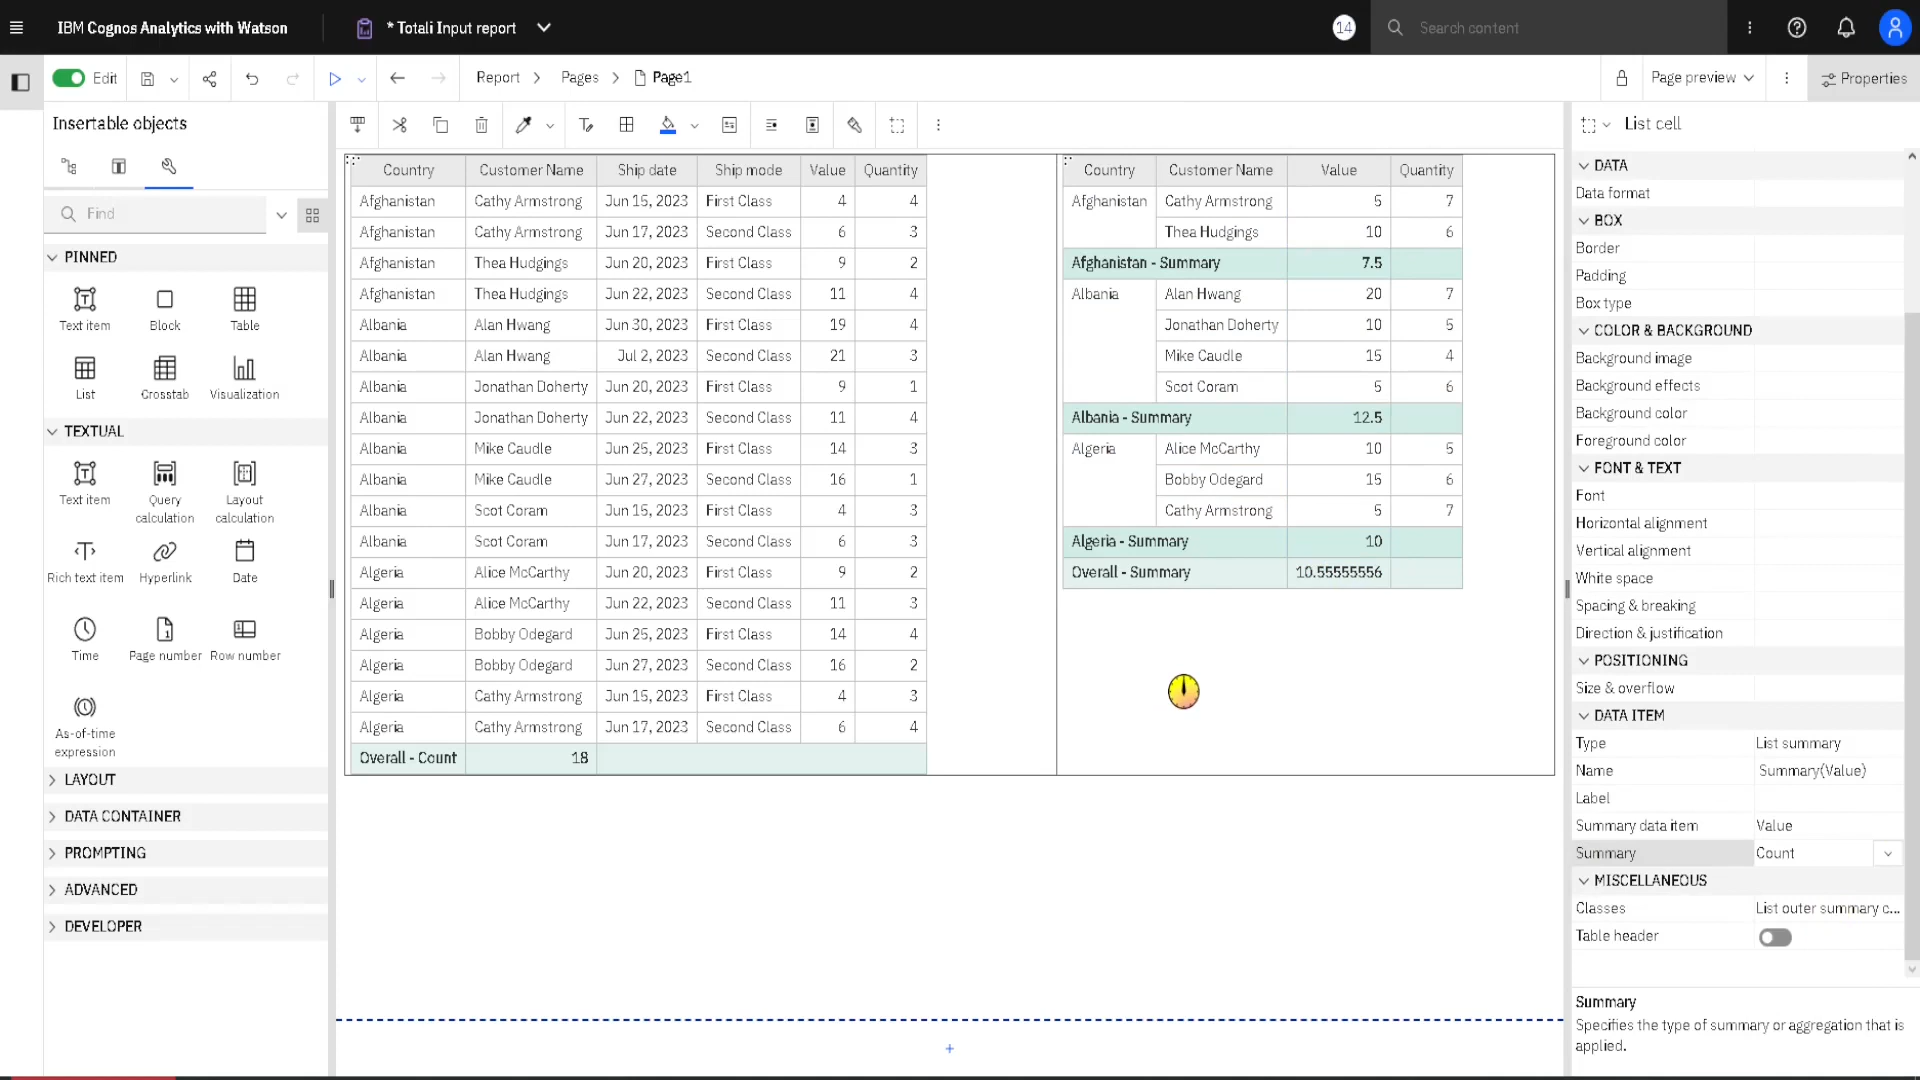 IBM Cognos Analytics with Watson
* Totali Input report
14
Search content
Edit
Report > Pages > Page1
Page preview
Properties
Insertable objects
Find
PINNED
Text item Block Table
List Crosstab Visualization
TEXTUAL
Text item Query calculation Layout calculation
Rich text item Hyperlink Date
Time Page number Row number
As-of-time expression
LAYOUT
DATA CONTAINER
PROMPTING
ADVANCED
DEVELOPER
Country Customer Name Ship date Ship mode Value Quantity
Afghanistan Cathy Armstrong Jun 15, 2023 First Class 4 4
Afghanistan Cathy Armstrong Jun 17, 2023 Second Class 6 3
Afghanistan Thea Hudgings Jun 20, 2023 First Class 9 2
Afghanistan Thea Hudgings Jun 22, 2023 Second Class 11 4
Albania Alan Hwang Jun 30, 2023 First Class 19 4
Albania Alan Hwang Jul 2, 2023 Second Class 21 3
Albania Jonathan Doherty Jun 20, 2023 First Class 9 1
Albania Jonathan Doherty Jun 22, 2023 Second Class 11 4
Albania Mike Caudle Jun 25, 2023 First Class 14 3
Albania Mike Caudle Jun 27, 2023 Second Class 16 1
Albania Scot Coram Jun 15, 2023 First Class 4 3
Albania Scot Coram Jun 17, 2023 Second Class 6 3
Algeria Alice McCarthy Jun 20, 2023 First Class 9 2
Algeria Alice McCarthy Jun 22, 2023 Second Class 11 3
Algeria Bobby Odegard Jun 25, 2023 First Class 14 4
Algeria Bobby Odegard Jun 27, 2023 Second Class 16 2
Algeria Cathy Armstrong Jun 15, 2023 First Class 4 3
Algeria Cathy Armstrong Jun 17, 2023 Second Class 6 4
Overall - Count 18
Country Customer Name Value Quantity
Afghanistan Cathy Armstrong 5 7
Thea Hudgings 10 6
Afghanistan - Summary 7.5
Albania Alan Hwang 20 7
Jonathan Doherty 10 5
Mike Caudle 15 4
Scot Coram 5 6
Albania - Summary 12.5
Algeria Alice McCarthy 10 5
Bobby Odegard 15 6
Cathy Armstrong 5 7
Algeria - Summary 10
Overall - Summary 10.55555556
List cell
DATA
Data format
BOX
Border
Padding
Box type
COLOR & BACKGROUND
Background image
Background effects
Background color
Foreground color
FONT & TEXT
Font
Horizontal alignment
Vertical alignment
White space
Spacing & breaking
Direction & justification
POSITIONING
Size & overflow
DATA ITEM
Type List summary
Name Summary(Value)
Label
Summary data item Value
Summary Count
MISCELLANEOUS
Classes List outer summary c...
Table header
Summary
Specifies the type of summary or aggregation that is
applied.